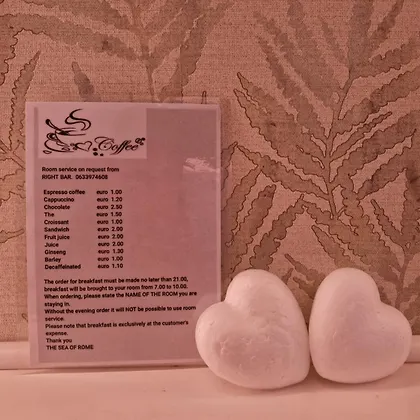 Coffee
Room service on request from
RIGHT BAR. 0633974608
Espresso coffee euro 1.00
Cappuccino euro 1.20
Chocolate euro 2.50
The euro 1.50
Croissant euro 1.00
Sandwich euro 2.00
Fruit juice euro 2.00
Juice euro 2.00
Ginseng euro 1.30
Barley euro 1.00
Decaffeinated euro 1.10
The order for breakfast must be made no later than 21.00,
breakfast will be brought to your room from 7.00 to 10.00.
When ordering, please state the NAME OF THE ROOM you are
staying in.
Without the evening order it will NOT be possible to use room
service.
Please note that breakfast is exclusively at the customer's
expense.
Thank you
THE SEA OF ROME